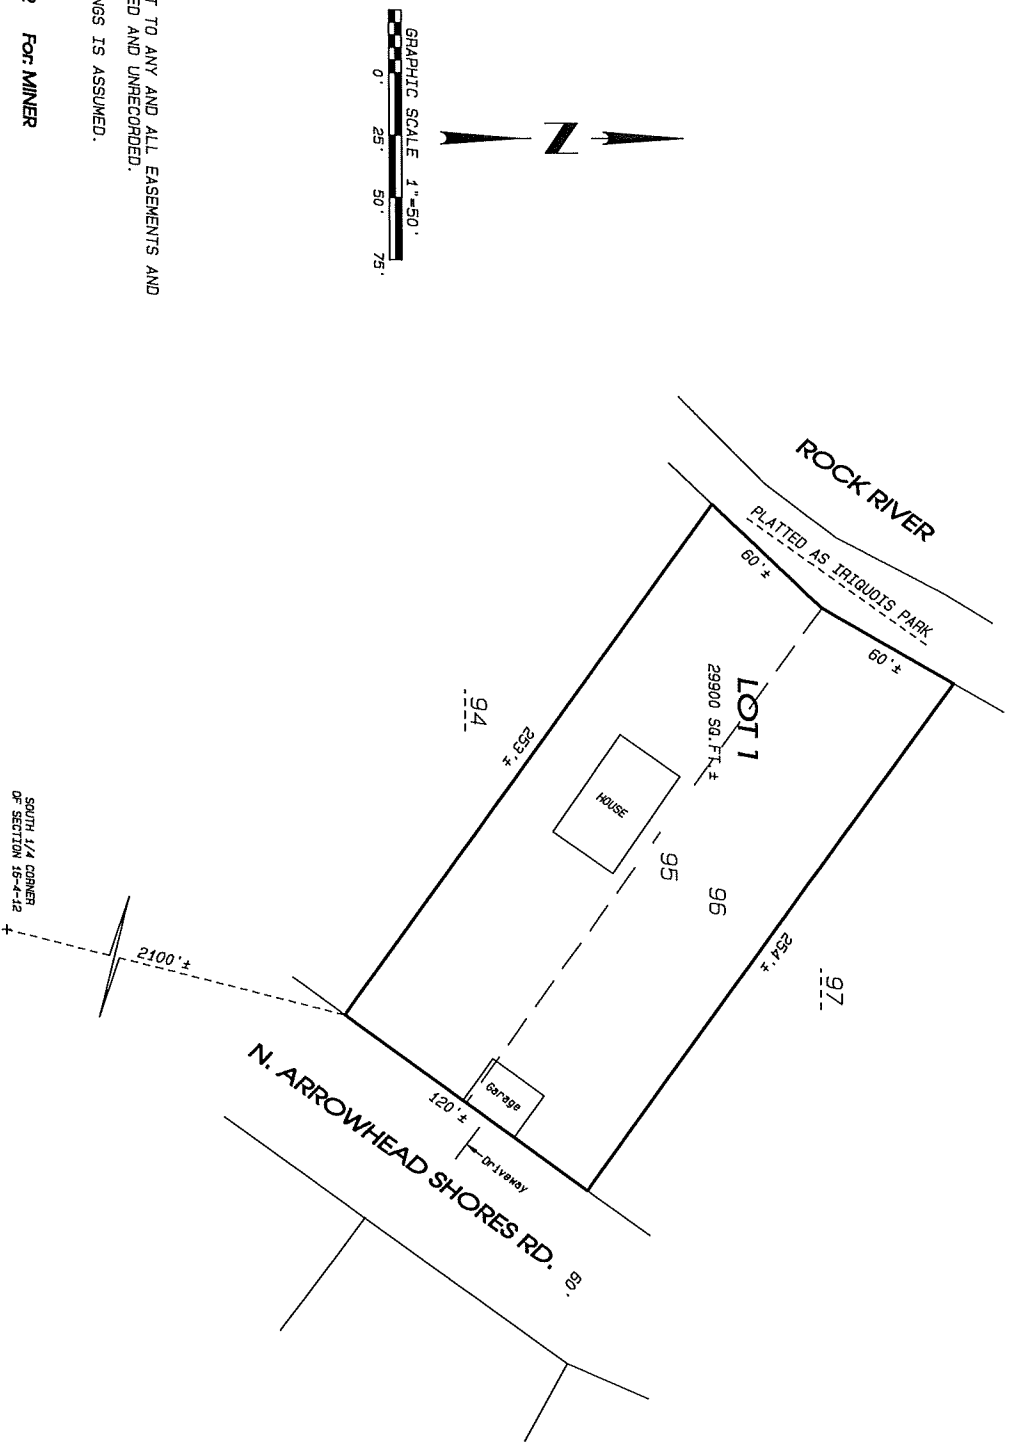 GRAPHIC SCALE 1"=50'
0' 25' 50' 75'
N
T TO ANY AND ALL EASEMENTS AND
ED AND UNRECORDED.
NGS IS ASSUMED.
For: MINER
ROCK RIVER
PLATTED AS IRIQUOIS PARK
60'±
60'±
LOT 1
29900 SQ.FT.±
94
253'±
HOUSE
95
96
254'±
97
SOUTH 1/4 CORNER
OF SECTION 16-4-12
2100'±
Garage
120'±
Driveway
N. ARROWHEAD SHORES RD. 60'